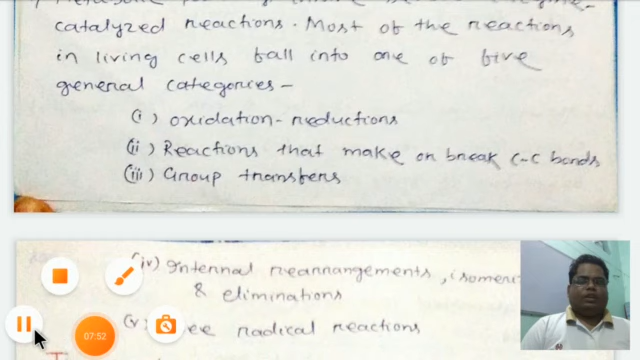 catalyzed reactions. Most of the reactions
in living cells fall into one of five
general categories-
(i) oxidation-reductions
(ii) Reactions that make or break C-C bonds
(iii) Group transfers
(iv) Internal rearrangements, isomeri
& eliminations
(v) ee radical reactions
07:52